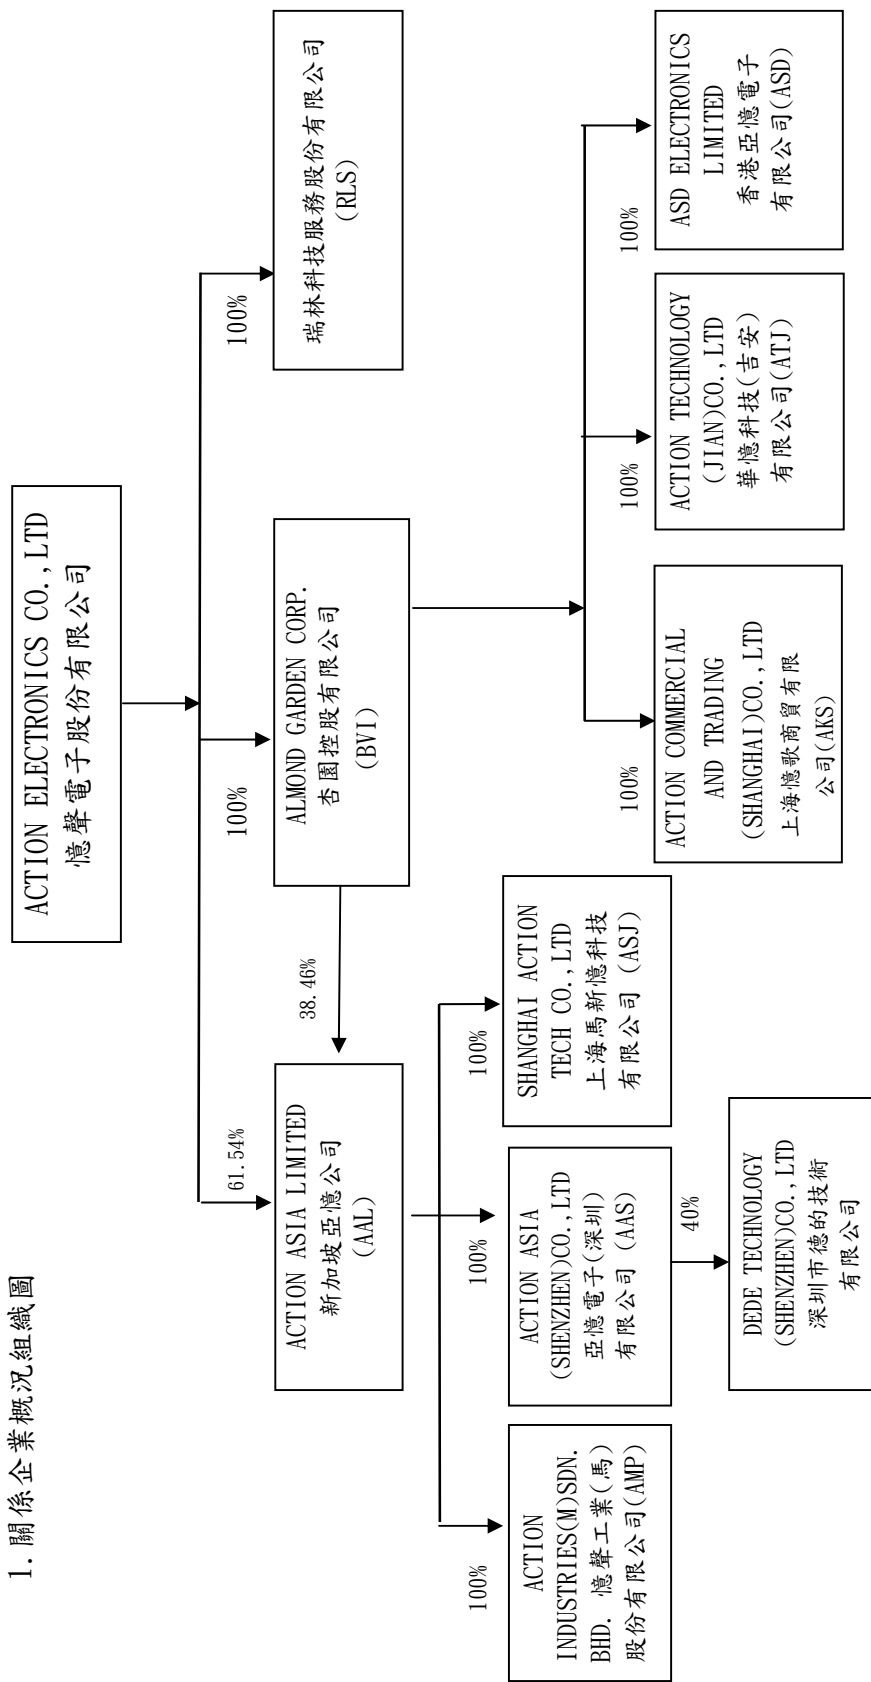 1.關係企業概況組織圖
ACTION ELECTRONICS CO.,LTD
憶聲電子股份有限公司
61.54%
100%
100%
ACTION ASIA LIMITED
新加坡亞憶公司
(AAL)
38.46%
ALMOND GARDEN CORP.
杏園控股有限公司
(BVI)
瑞林科技服務股份有限公司
(RLS)
100%
100%
100%
ACTION
INDUSTRIES(M)SDN.
BHD. 憶聲工業(馬)
股份有限公司(AMP)
ACTION ASIA
(SHENZHEN)CO.,LTD
亞憶電子(深圳)
有限公司 (AAS)
SHANGHAI ACTION
TECH CO.,LTD
上海馬新憶科技
有限公司 (ASJ)
40%
DEDE TECHNOLOGY
(SHENZHEN)CO.,LTD
深圳市德的技術
有限公司
100%
100%
100%
ACTION COMMERCIAL
AND TRADING
(SHANGHAI)CO.,LTD
上海憶歌商貿有限
公司(AKS)
ACTION TECHNOLOGY
(JIAN)CO.,LTD
華憶科技(吉安)
有限公司(ATJ)
ASD ELECTRONICS
LIMITED
香港亞憶電子
有限公司(ASD)